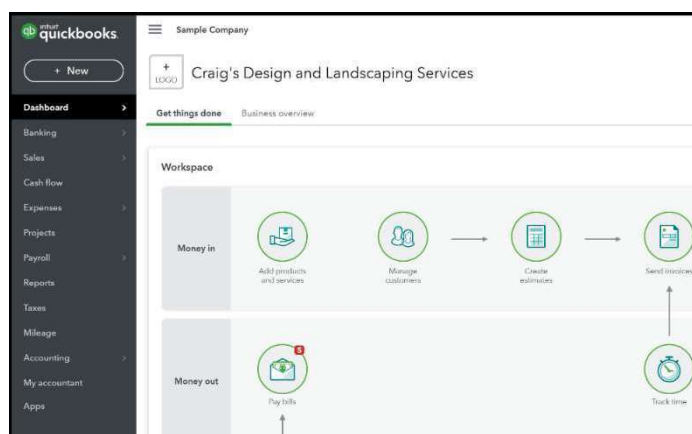 intuit
quickbooks.
Sample Company
+ New
+
LOGO
Craig's Design and Landscaping Services
Dashboard
Get things done
Business overview
Banking
Sales
Cash flow
Expenses
Projects
Payroll
Reports
Taxes
Mileage
Accounting
My accountant
Apps
Workspace
Money in
Add products
and services
Manage
customers
Create
estimates
Send invoices
Money out
5
Pay bills
Track time